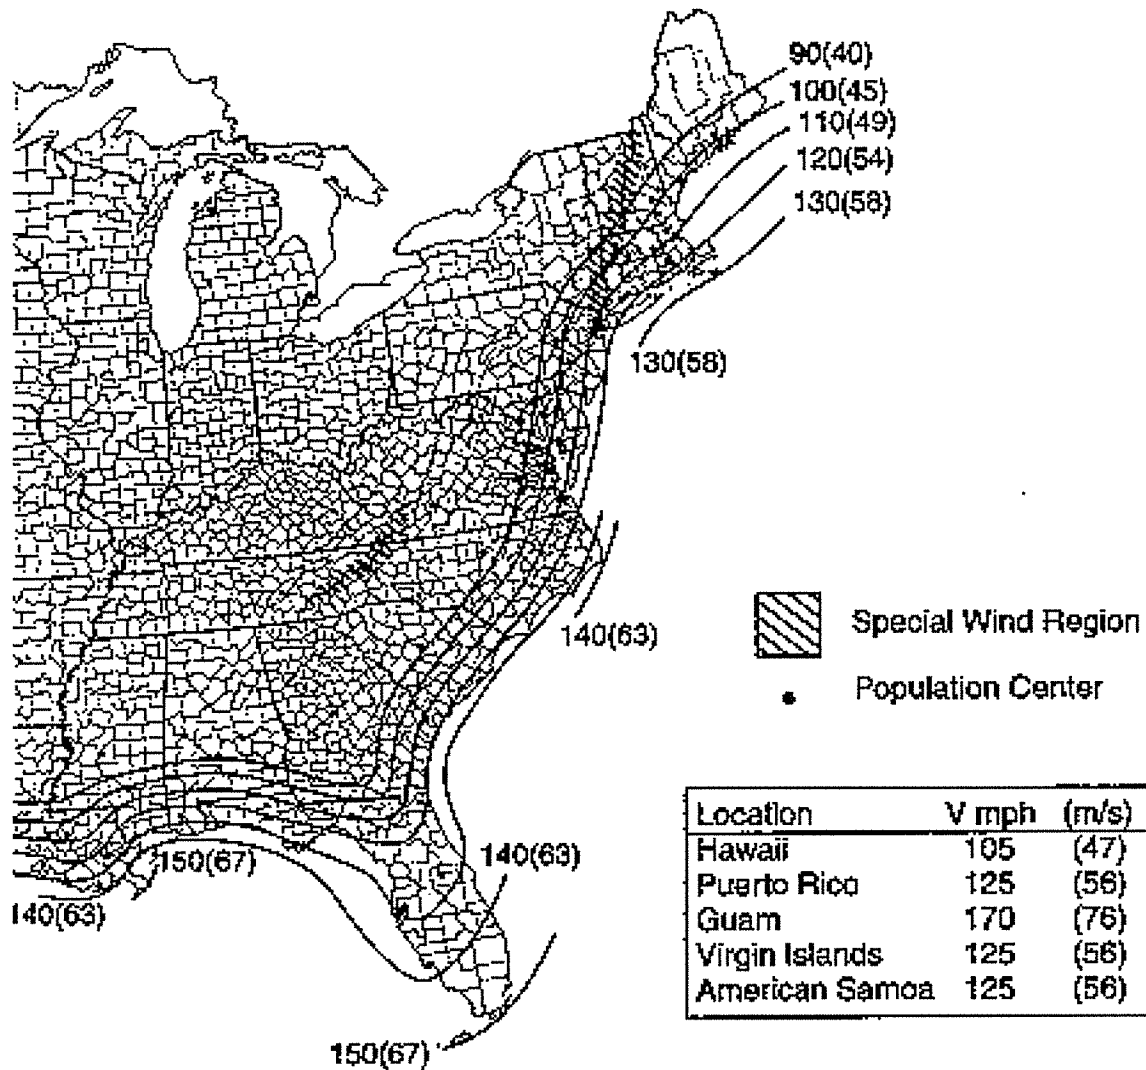 90(40)
100(45)
110(49)
120(54)
130(58)
130(58)
140(63)
Special Wind Region
Population Center
Location V mph (m/s)
Hawaii 105 (47)
Puerto Rico 125 (56)
Guam 170 (76)
Virgin Islands 125 (56)
American Samoa 125 (56)
140(63)
150(67)
140(63)
150(67)